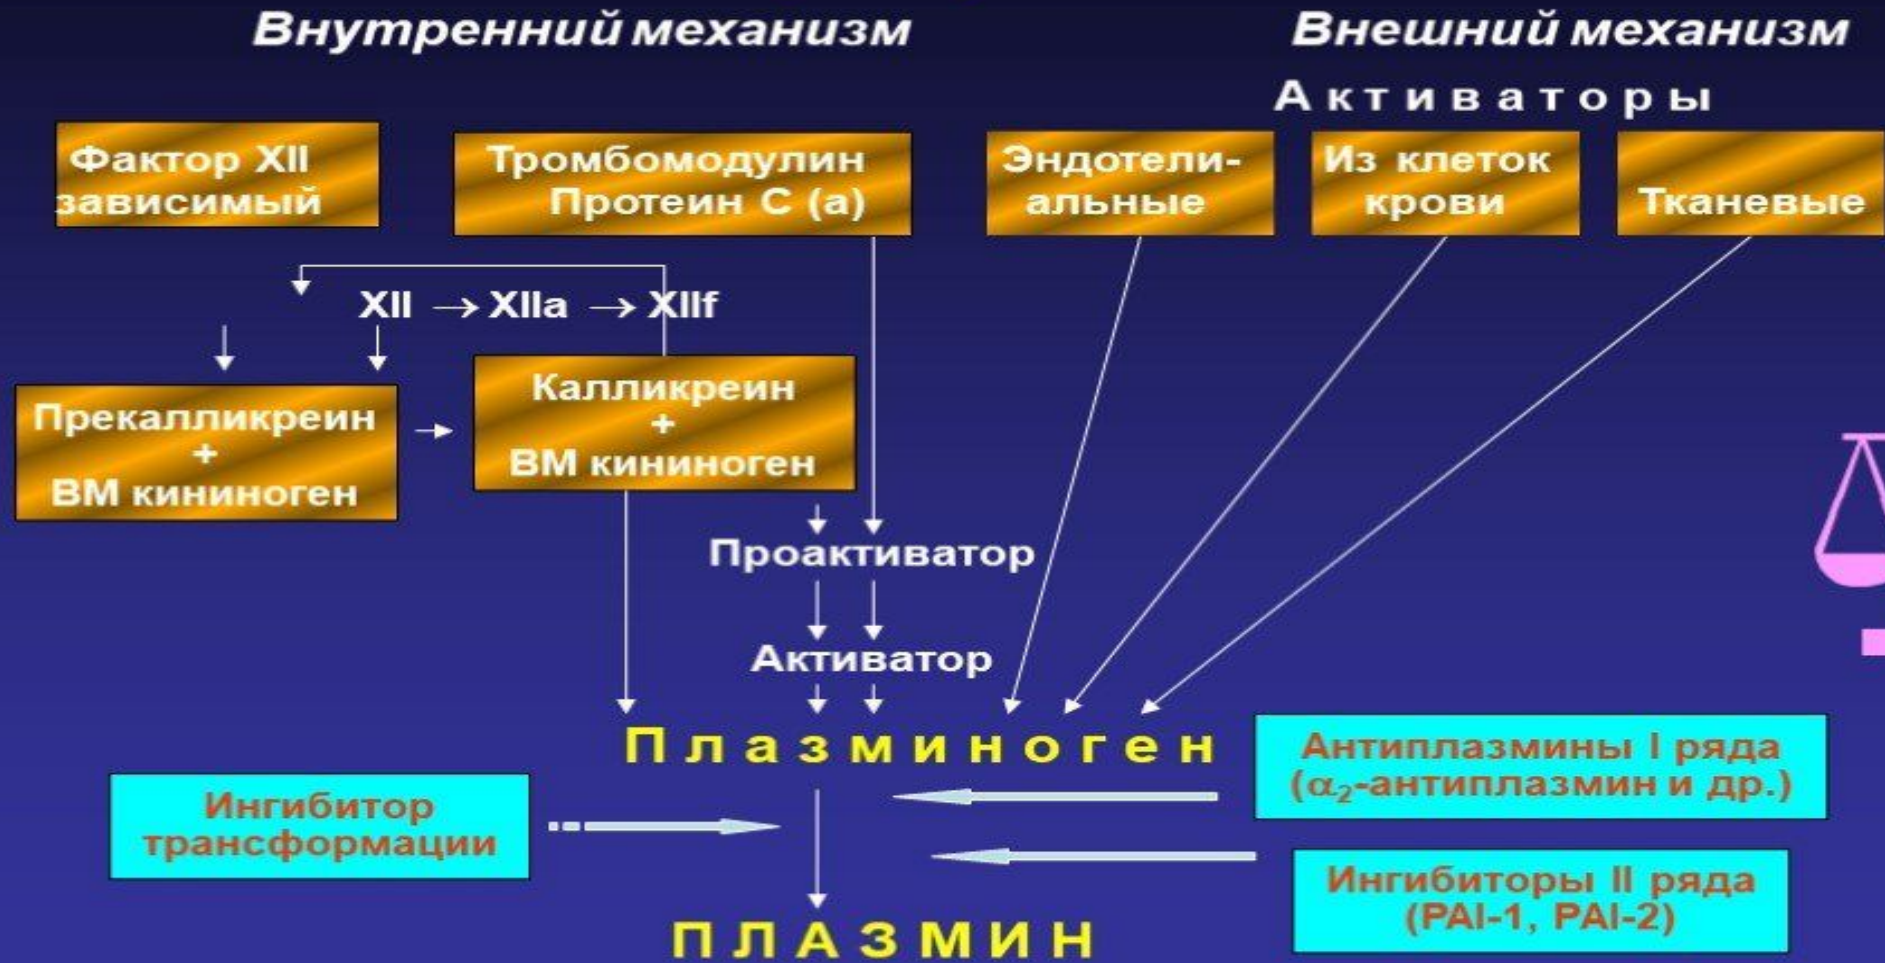 Внутренний механизм
Внешний механизм
Активаторы
Фактор XII
зависимый
Тромбомодулин
Протеин С (а)
Эндотели-
альные
Из клеток
крови
Тканевые
XII → XIIa → XIIf
Прекалликреин
+
ВМ кининоген
Калликреин
+
ВМ кининоген
Проактиватор
Активатор
Плазминоген
Ингибитор
трансформации
Антиплазмины I ряда
(α₂-антиплазмин и др.)
Ингибиторы II ряда
(PAI-1, PAI-2)
ПЛАЗМИН